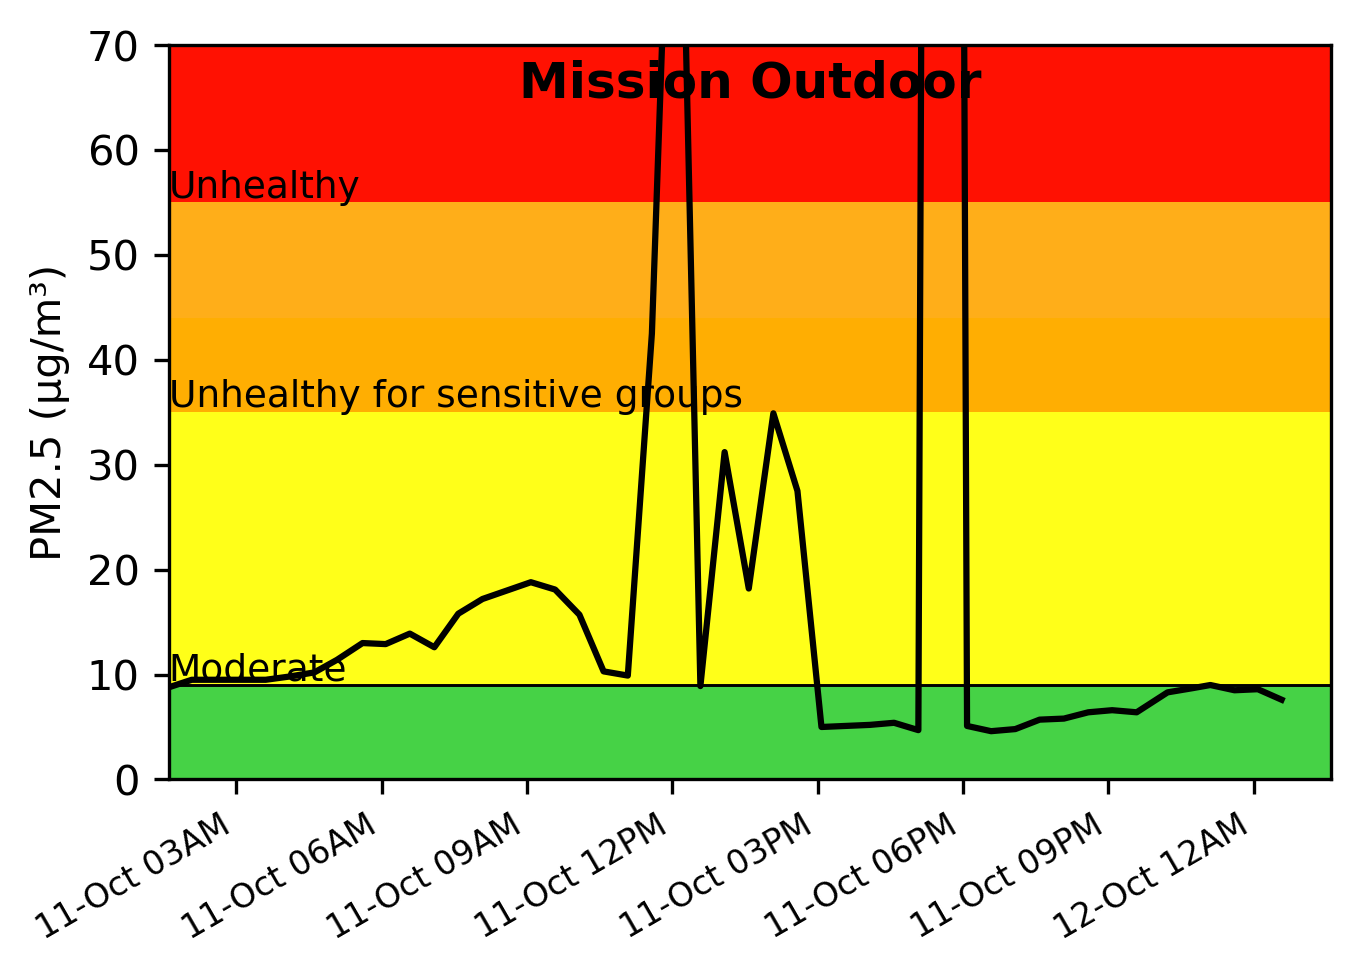 Mission Outdoor
PM2.5 (µg/m³)
70
60
50
40
30
20
10
0
Unhealthy
Unhealthy for sensitive groups
Moderate
11-Oct 03AM
11-Oct 06AM
11-Oct 09AM
11-Oct 12PM
11-Oct 03PM
11-Oct 06PM
11-Oct 09PM
12-Oct 12AM